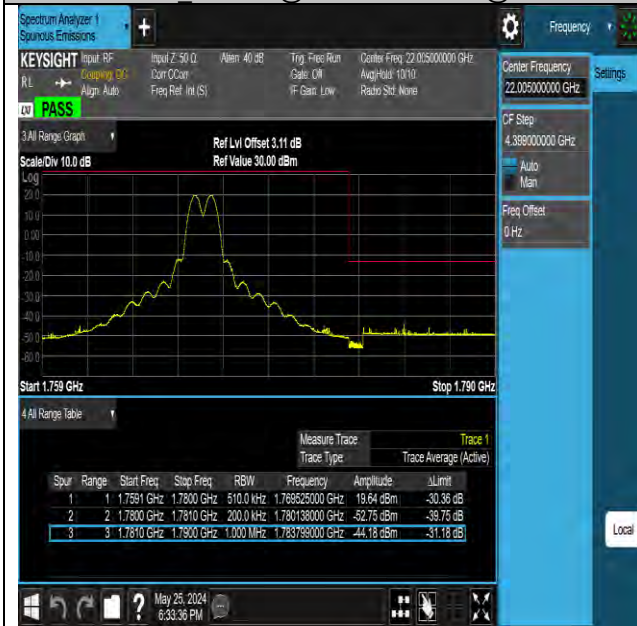 Spectrum Analyzer 1
Spurious Emissions
+
Frequency
KEYSIGHT
Input: RF
Coupling: DC
Align: Auto
Input Z: 50 Ω
Corr CCorr
Freq Ref: Int (S)
Atten: 40 dB
Trig: Free Run
Gate: Off
IF Gain: Low
Center Freq: 22.005000000 GHz
Avg|Hold: 10/10
Radio Std: None
RL
PASS
Center Frequency
22.005000000 GHz
Settings
CF Step
4.399000000 GHz
Auto
Man
Freq Offset
0 Hz
3 All Range Graph
Scale/Div 10.0 dB
Ref Lvl Offset 3.11 dB
Ref Value 30.00 dBm
Log
20.0
10.0
0.00
-10.0
-20.0
-30.0
-40.0
-50.0
-60.0
Start 1.759 GHz
Stop 1.790 GHz
4 All Range Table
Measure Trace Trace 1
Trace Type Trace Average (Active)
Spur Range Start Freq Stop Freq RBW Frequency Amplitude ΔLimit
1 1 1.7591 GHz 1.7800 GHz 510.0 kHz 1.769525000 GHz 19.64 dBm -30.36 dB
2 2 1.7800 GHz 1.7810 GHz 200.0 kHz 1.780138000 GHz -52.75 dBm -39.75 dB
3 3 1.7810 GHz 1.7900 GHz 1.000 MHz 1.783799000 GHz -44.18 dBm -31.18 dB
Local
?
May 25, 2024
6:33:36 PM